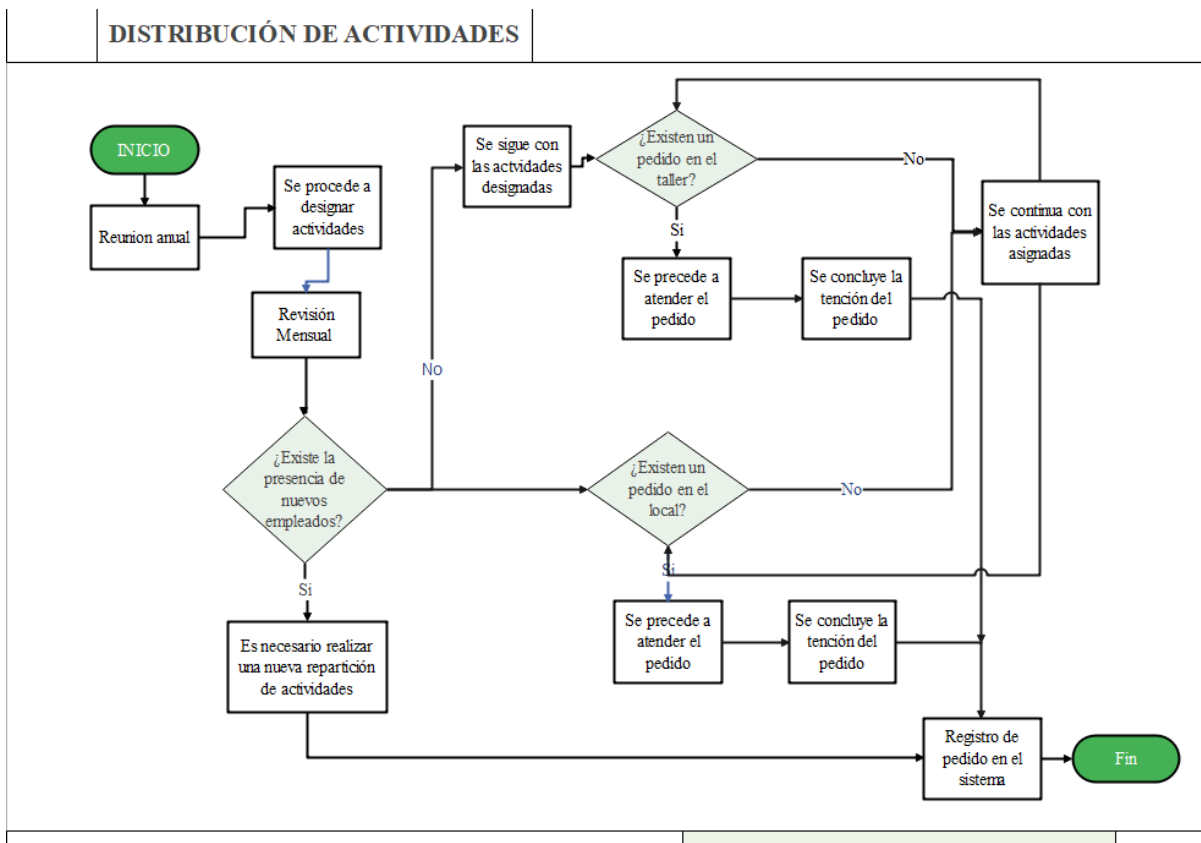 DISTRIBUCIÓN DE ACTIVIDADES
INICIO
Reunion anual
Se procede a
designar
actividades
Revisión
Mensual
¿Existe la
presencia de
nuevos
empleados?
No
Si
Es necesario realizar
una nueva repartición
de actividades
Se sigue con
las actvidades
designadas
¿Existen un
pedido en el
taller?
No
Si
Se precede a
atender el
pedido
Se concluye la
tención del
pedido
Se continua con
las actividades
asignadas
¿Existen un
pedido en el
local?
No
Si
Se precede a
atender el
pedido
Se concluye la
tención del
pedido
Registro de
pedido en el
sistema
Fin